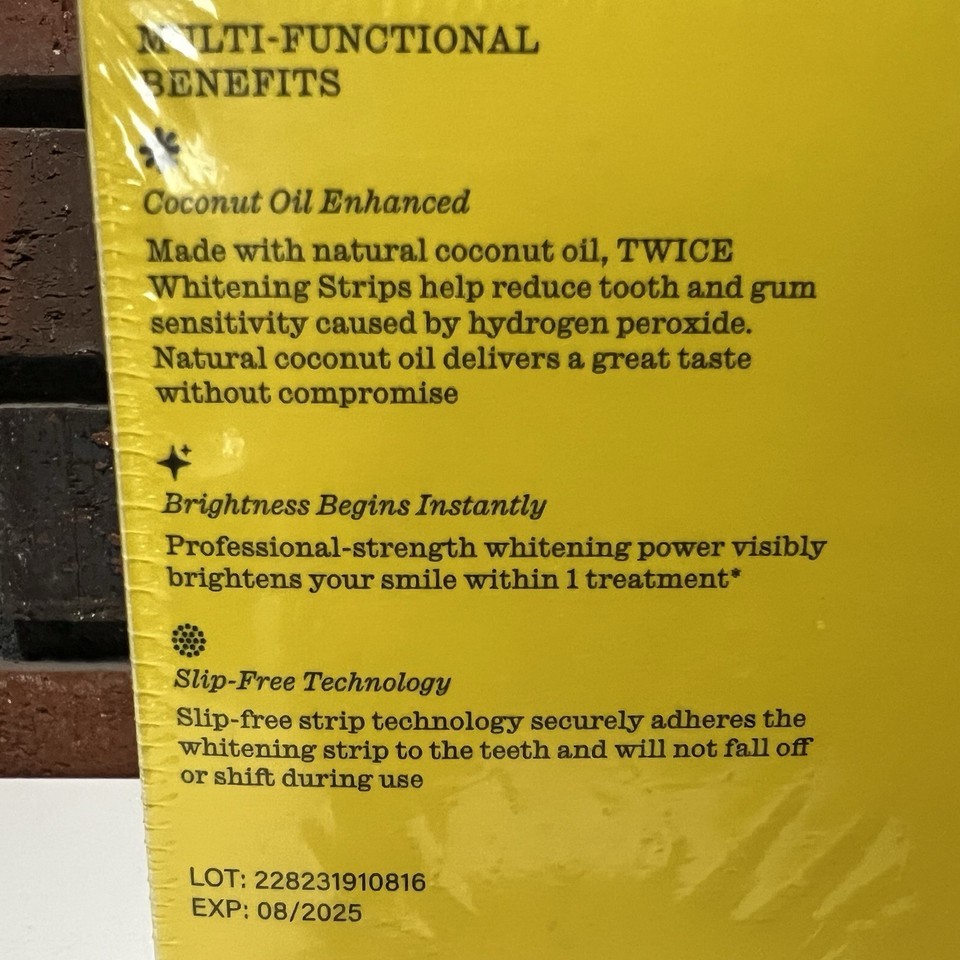 MULTI-FUNCTIONAL
BENEFITS
Coconut Oil Enhanced
Made with natural coconut oil, TWICE
Whitening Strips help reduce tooth and gum
sensitivity caused by hydrogen peroxide.
Natural coconut oil delivers a great taste
without compromise
Brightness Begins Instantly
Professional-strength whitening power visibly
brightens your smile within 1 treatment*
Slip-Free Technology
Slip-free strip technology securely adheres the
whitening strip to the teeth and will not fall off
or shift during use
LOT: 228231910816
EXP: 08/2025